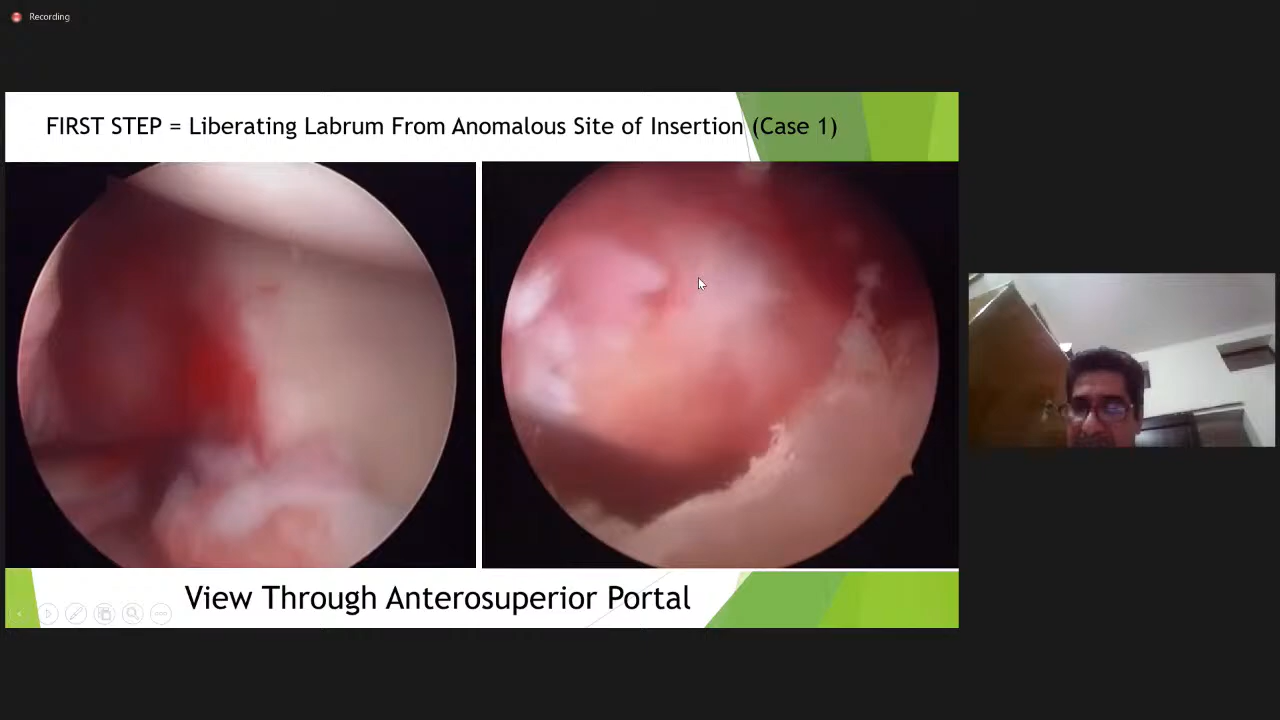 Recording
FIRST STEP = Liberating Labrum From Anomalous Site of Insertion (Case 1)
View Through Anterosuperior Portal